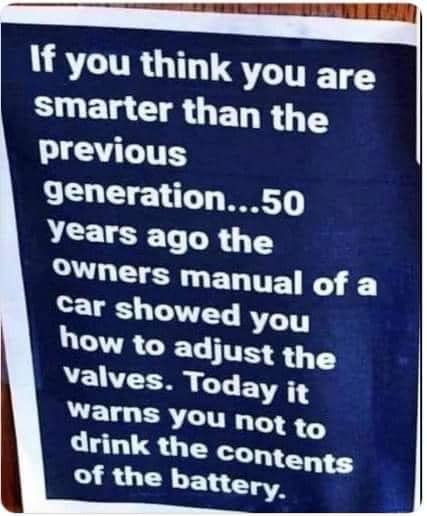 If you think you are
smarter than the
previous
generation...50
years ago the
owners manual of a
car showed you
how to adjust the
valves. Today it
warns you not to
drink the contents
of the battery.